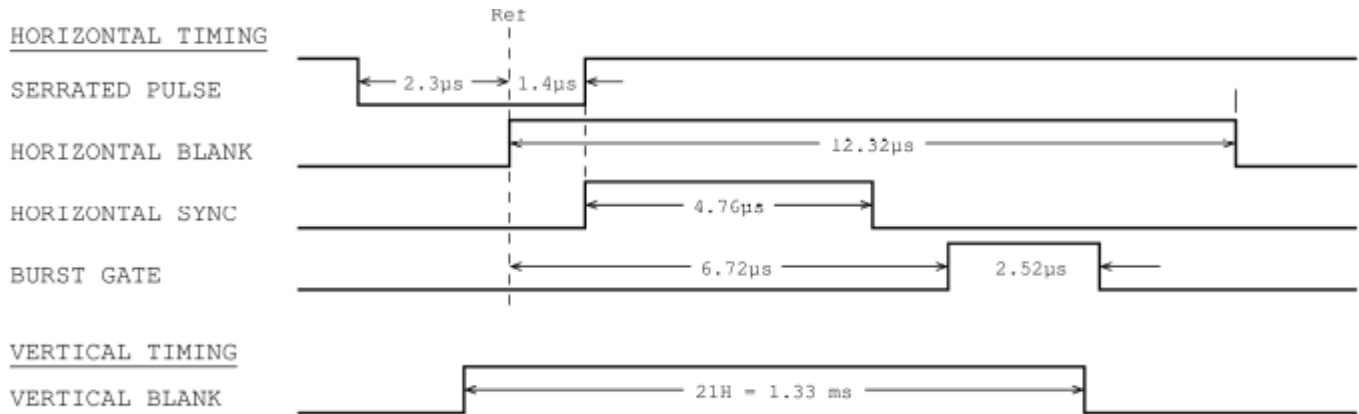 Ref
HORIZONTAL TIMING
SERRATED PULSE 2.3µs 1.4µs
HORIZONTAL BLANK 12.32µs
HORIZONTAL SYNC 4.76µs
BURST GATE 6.72µs 2.52µs
VERTICAL TIMING
VERTICAL BLANK 21H = 1.33 ms